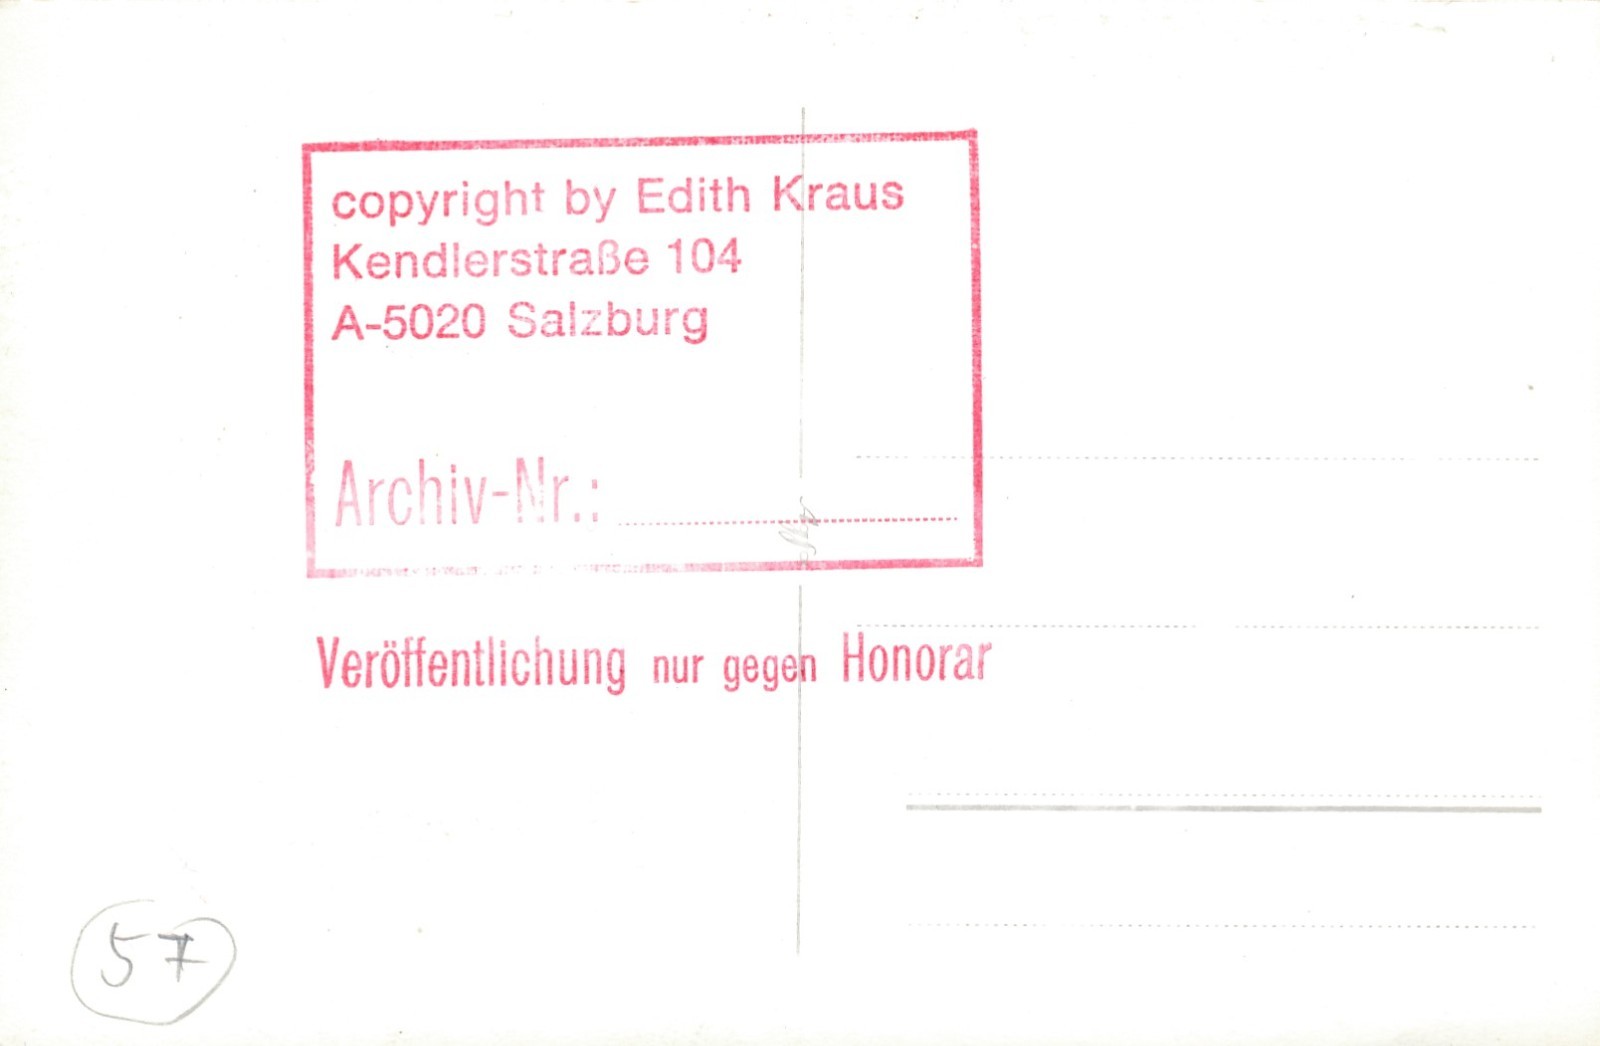 copyright by Edith Kraus
Kendlerstraße 104
A-5020 Salzburg
Archiv-Nr.:
Veröffentlichung nur gegen Honorar
57